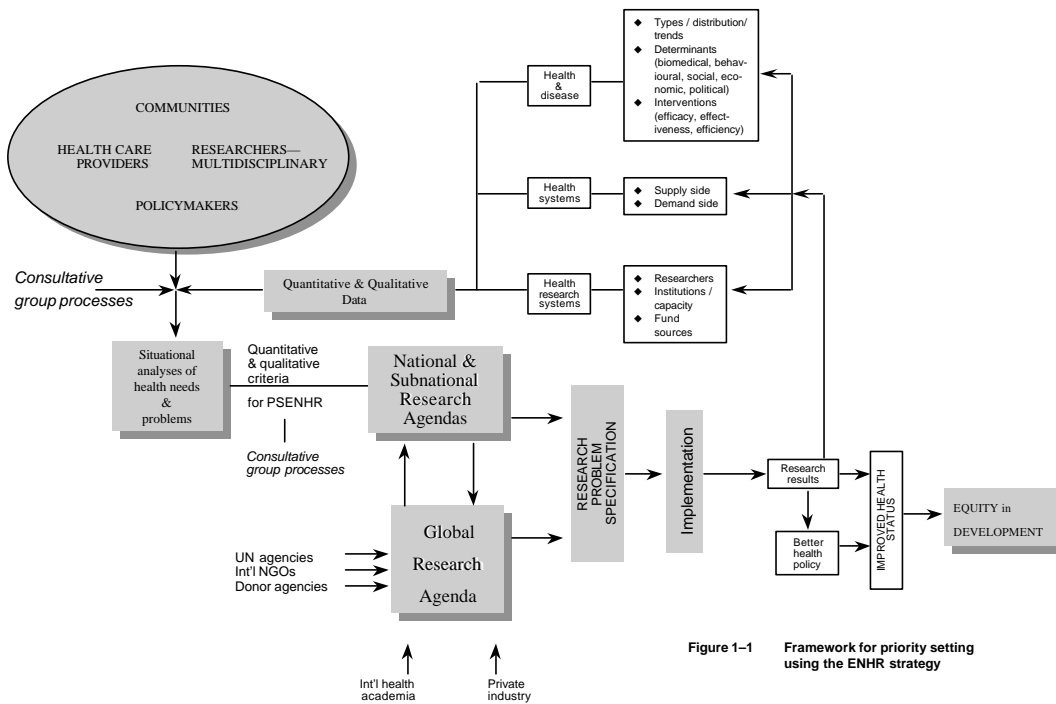 COMMUNITIES
HEALTH CARE
PROVIDERS
RESEARCHERS—
MULTIDISCIPLINARY
POLICYMAKERS
Consultative
group processes
Quantitative & Qualitative
Data
Health
&
disease
◆ Types / distribution/
trends
◆ Determinants
(biomedical, behav-
ioural, social, eco-
nomic, political)
◆ Interventions
(efficacy, effect-
iveness, efficiency)
Health
systems
◆ Supply side
◆ Demand side
Health
research
systems
◆ Researchers
◆ Institutions /
capacity
◆ Fund
sources
Situational
analyses of
health needs
&
problems
Quantitative
& qualitative
criteria
for PSENHR
Consultative
group processes
National &
Subnational
Research
Agendas
Global
Research
Agenda
UN agencies
Int'l NGOs
Donor agencies
Int'l health
academia
Private
industry
RESEARCH
PROBLEM
SPECIFICATION
Implementation
Research
results
Better
health
policy
IMPROVED HEALTH
STATUS
EQUITY in
DEVELOPMENT
Figure 1–1 Framework for priority setting
using the ENHR strategy